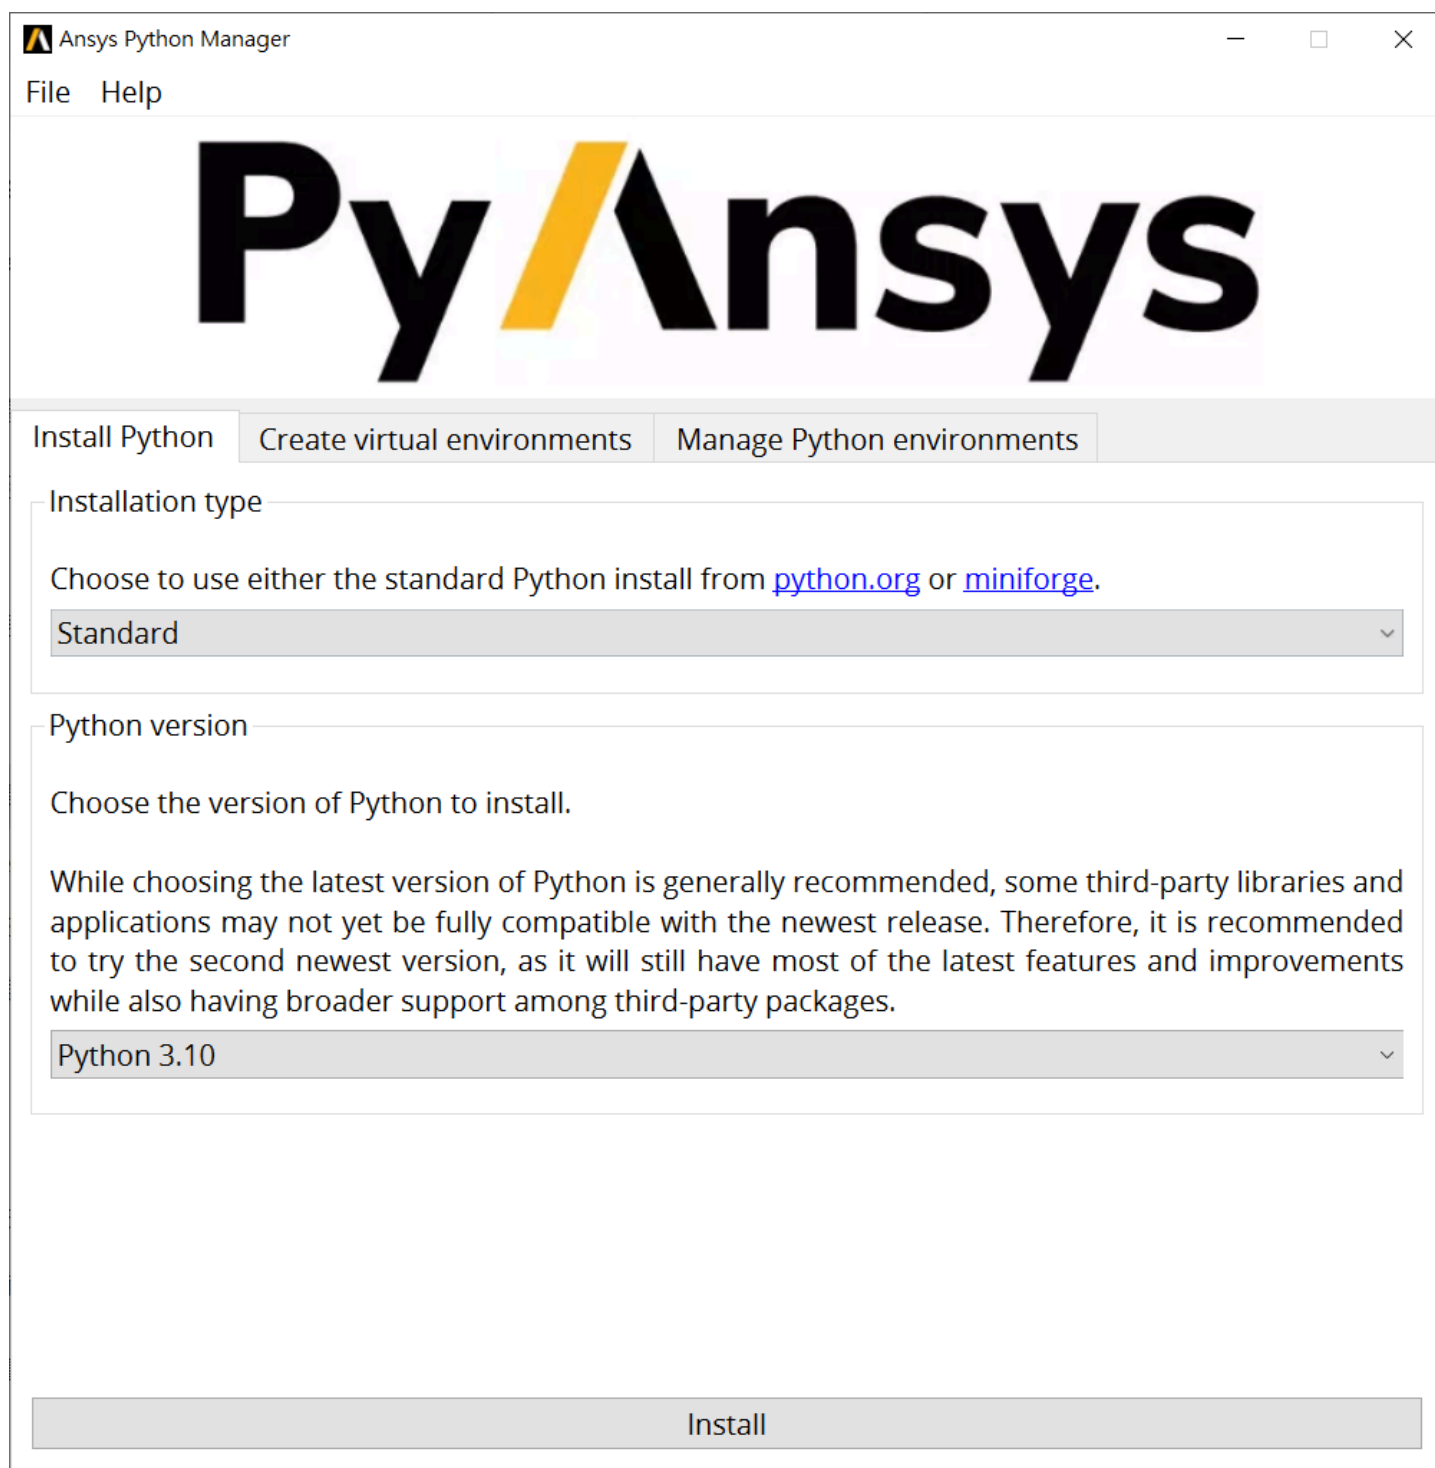 Ansys Python Manager
File Help
PyAnsys
Install Python Create virtual environments Manage Python environments
Installation type
Choose to use either the standard Python install from python.org or miniforge.
Standard
Python version
Choose the version of Python to install.
While choosing the latest version of Python is generally recommended, some third-party libraries and
applications may not yet be fully compatible with the newest release. Therefore, it is recommended
to try the second newest version, as it will still have most of the latest features and improvements
while also having broader support among third-party packages.
Python 3.10
Install